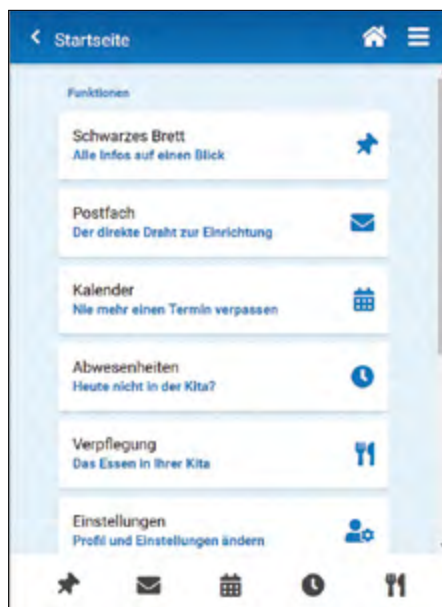 Startseite
Funktionen
Schwarzes Brett
Alle Infos auf einen Blick
Postfach
Der direkte Draht zur Einrichtung
Kalender
Nie mehr einen Termin verpassen
Abwesenheiten
Heute nicht in der Kita?
Verpflegung
Das Essen in Ihrer Kita
Einstellungen
Profil und Einstellungen ändern